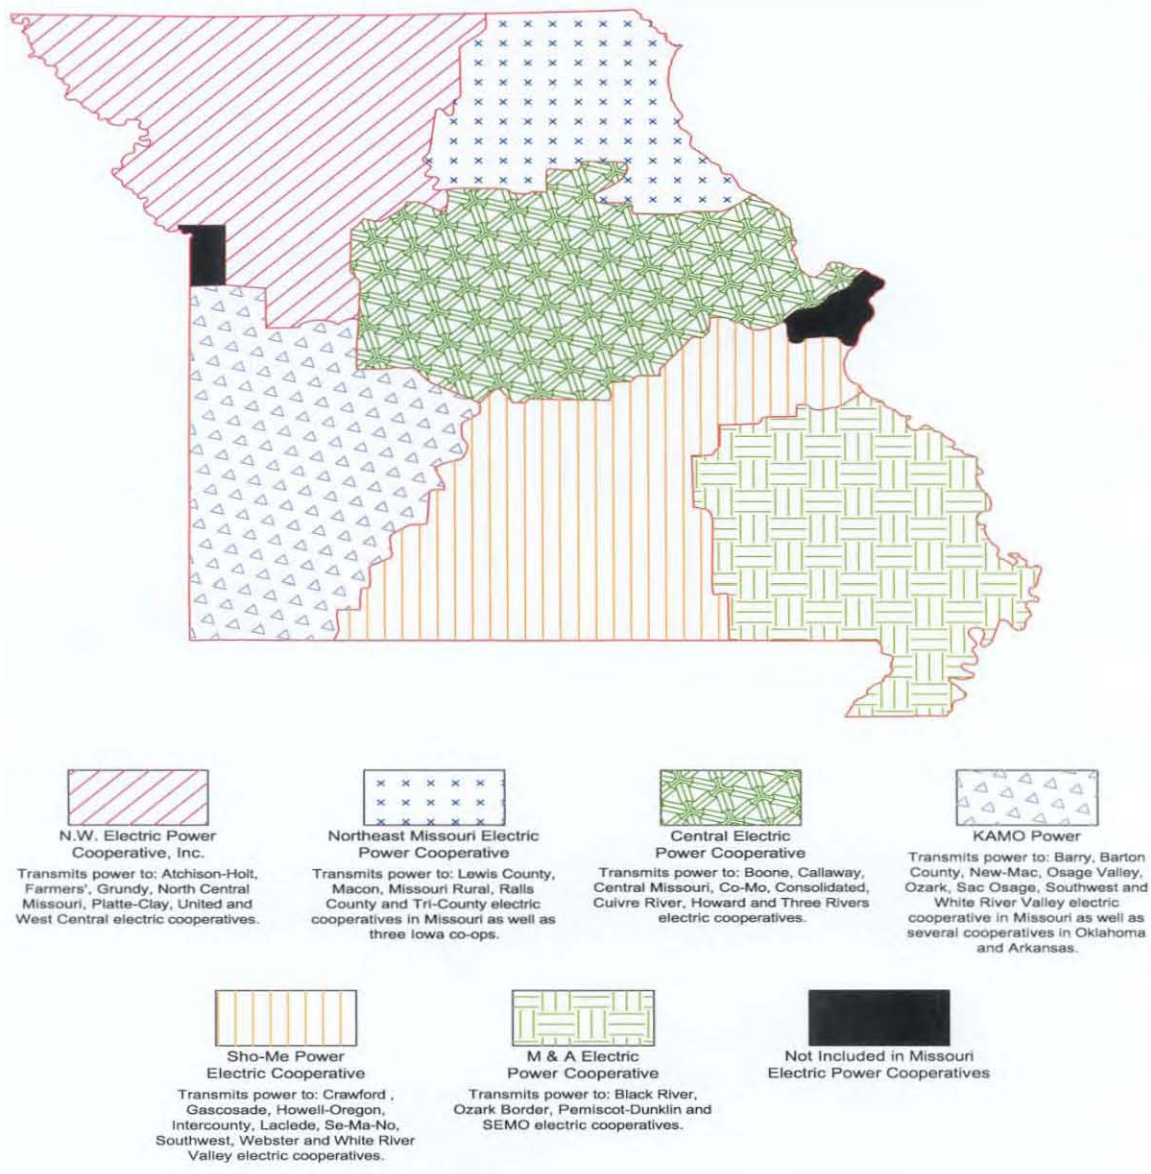 N.W. Electric Power
Cooperative, Inc.
Transmits power to: Atchison-Holt,
Farmers', Grundy, North Central
Missouri, Platte-Clay, United and
West Central electric cooperatives.
Northeast Missouri Electric
Power Cooperative
Transmits power to: Lewis County,
Macon, Missouri Rural, Ralls
County and Tri-County electric
cooperatives in Missouri as well as
three Iowa co-ops.
Central Electric
Power Cooperative
Transmits power to: Boone, Callaway,
Central Missouri, Co-Mo, Consolidated,
Cuivre River, Howard and Three Rivers
electric cooperatives.
KAMO Power
Transmits power to: Barry, Barton
County, New-Mac, Osage Valley,
Ozark, Sac Osage, Southwest and
White River Valley electric
cooperative in Missouri as well as
several cooperatives in Oklahoma
and Arkansas.
Sho-Me Power
Electric Cooperative
Transmits power to: Crawford ,
Gascosade, Howell-Oregon,
Intercounty, Laclede, Se-Ma-No,
Southwest, Webster and White River
Valley electric cooperatives.
M & A Electric
Power Cooperative
Transmits power to: Black River,
Ozark Border, Pemiscot-Dunklin and
SEMO electric cooperatives.
Not Included in Missouri
Electric Power Cooperatives